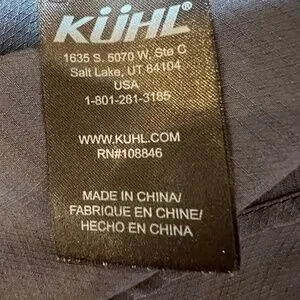 KÜHL®
1635 S. 5070 W, Ste C
Salt Lake, UT 84104
USA
1-801-281-3185
WWW.KUHL.COM
RN#108846
MADE IN CHINA/
FABRIQUE EN CHINE/
HECHO EN CHINA